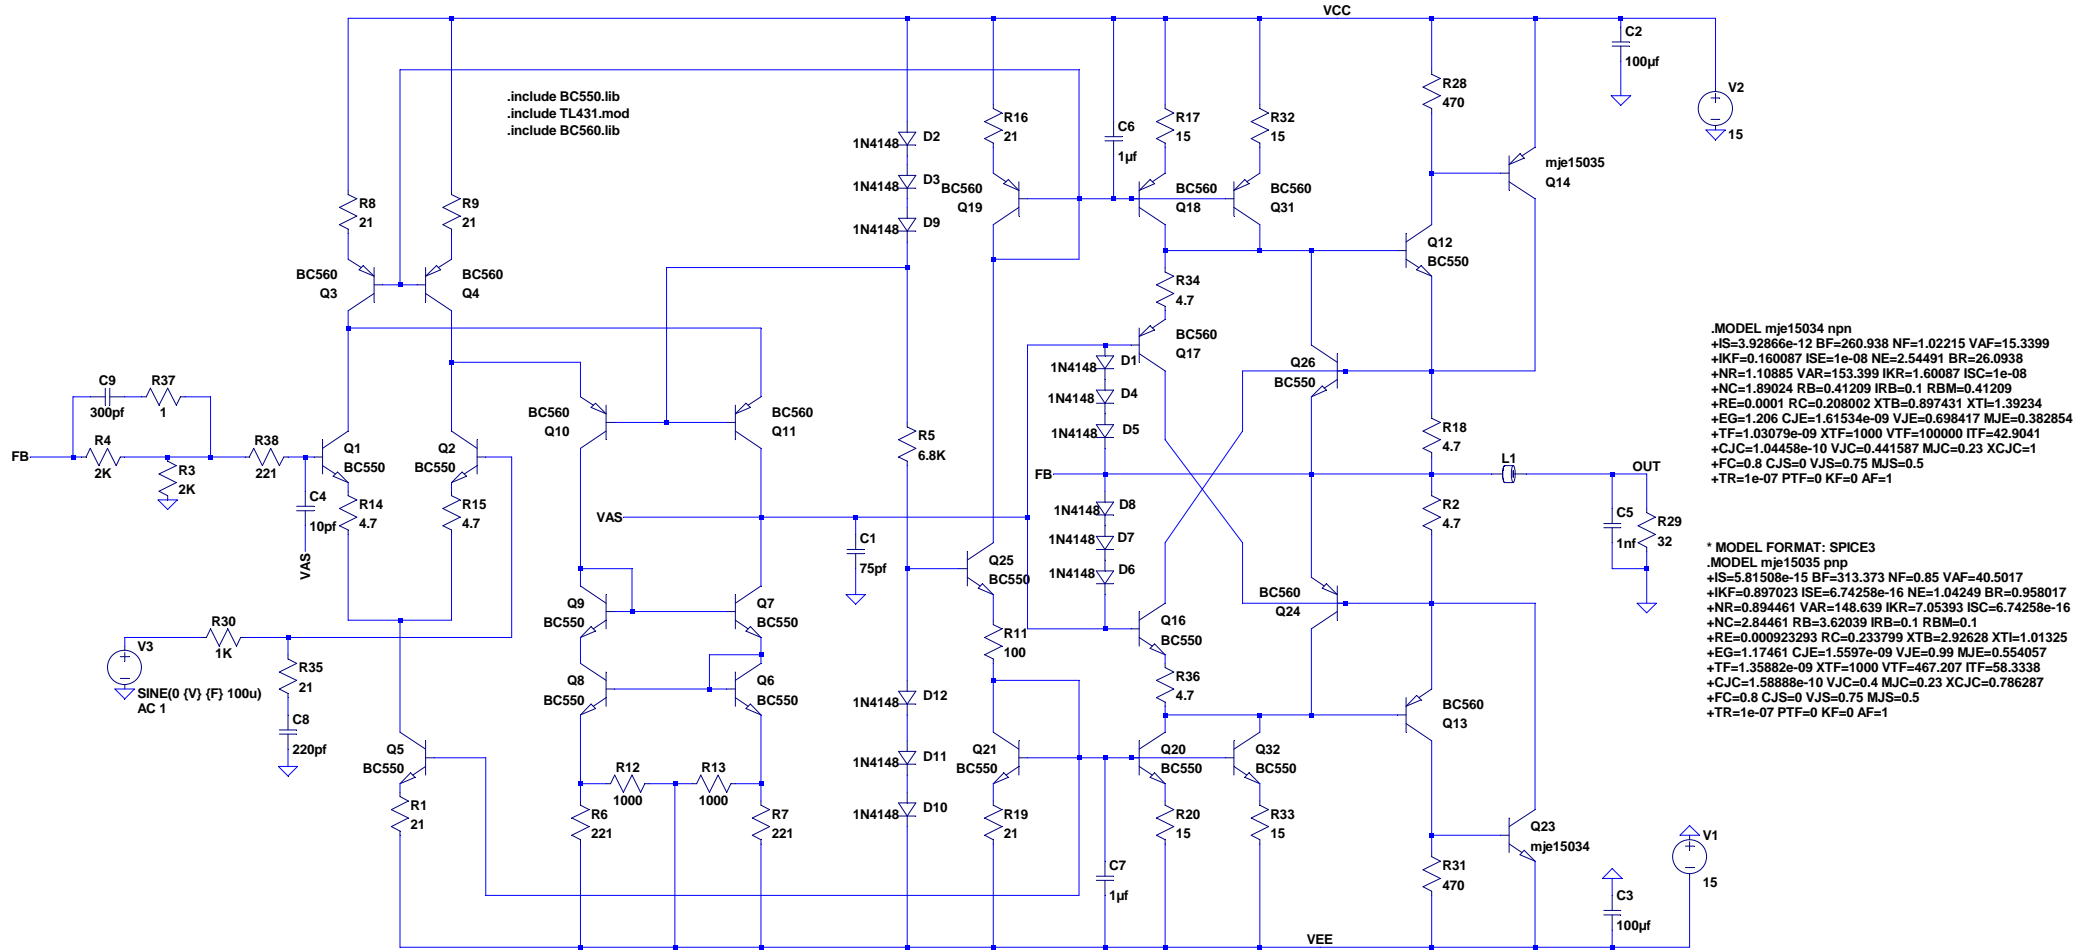 VCC
C2
100µf
V2
15
R28
470
.include BC550.lib
.include TL431.mod
.include BC560.lib
R16
21
C6
1µf
R17
15
R32
15
D2
1N4148
D3
1N4148
D9
1N4148
mje15035
Q14
R8
21
R9
21
BC560
Q19
BC560
Q18
BC560
Q31
Q12
BC550
BC560
Q3
BC560
Q4
R34
4.7
BC560
Q17
D1
1N4148
D4
1N4148
D5
1N4148
Q26
BC550
C9
300pf
R37
1
R4
2K
FB
R3
2K
R38
221
Q1
BC550
Q2
BC550
C4
10pf
VAS
R14
4.7
R15
4.7
BC560
Q10
BC560
Q11
R5
6.8K
FB
R18
4.7
L1
OUT
R2
4.7
C5
1nf
R29
32
VAS
C1
75pf
D8
1N4148
D7
1N4148
D6
1N4148
Q25
BC550
BC560
Q24
Q9
BC550
Q7
BC550
Q8
BC550
Q6
BC550
R11
100
Q16
BC550
R36
4.7
V3
SINE(0 {V} {F} 100u)
AC 1
R30
1K
R35
21
C8
220pf
Q5
BC550
R1
21
R12
1000
R13
1000
R6
221
R7
221
D12
1N4148
D11
1N4148
D10
1N4148
Q21
BC550
R19
21
Q20
BC550
Q32
BC550
R20
15
R33
15
C7
1µf
BC560
Q13
Q23
mje15034
R31
470
VEE
C3
100µf
V1
15
.MODEL mje15034 npn
+IS=3.92866e-12 BF=260.938 NF=1.02215 VAF=15.3399
+IKF=0.160087 ISE=1e-08 NE=2.54491 BR=26.0938
+NR=1.10885 VAR=153.399 IKR=1.60087 ISC=1e-08
+NC=1.89024 RB=0.41209 IRB=0.1 RBM=0.41209
+RE=0.0001 RC=0.208002 XTB=0.897431 XTI=1.39234
+EG=1.206 CJE=1.61534e-09 VJE=0.698417 MJE=0.382854
+TF=1.03079e-09 XTF=1000 VTF=100000 ITF=42.9041
+CJC=1.04458e-10 VJC=0.441587 MJC=0.23 XCJC=1
+FC=0.8 CJS=0 VJS=0.75 MJS=0.5
+TR=1e-07 PTF=0 KF=0 AF=1
* MODEL FORMAT: SPICE3
.MODEL mje15035 pnp
+IS=5.81508e-15 BF=313.373 NF=0.85 VAF=40.5017
+IKF=0.897023 ISE=6.74258e-16 NE=1.04249 BR=0.958017
+NR=0.894461 VAR=148.639 IKR=7.05393 ISC=6.74258e-16
+NC=2.84461 RB=3.62039 IRB=0.1 RBM=0.1
+RE=0.000923293 RC=0.233799 XTB=2.92628 XTI=1.01325
+EG=1.17461 CJE=1.5597e-09 VJE=0.99 MJE=0.554057
+TF=1.35882e-09 XTF=1000 VTF=467.207 ITF=58.3338
+CJC=1.58888e-10 VJC=0.4 MJC=0.23 XCJC=0.786287
+FC=0.8 CJS=0 VJS=0.75 MJS=0.5
+TR=1e-07 PTF=0 KF=0 AF=1